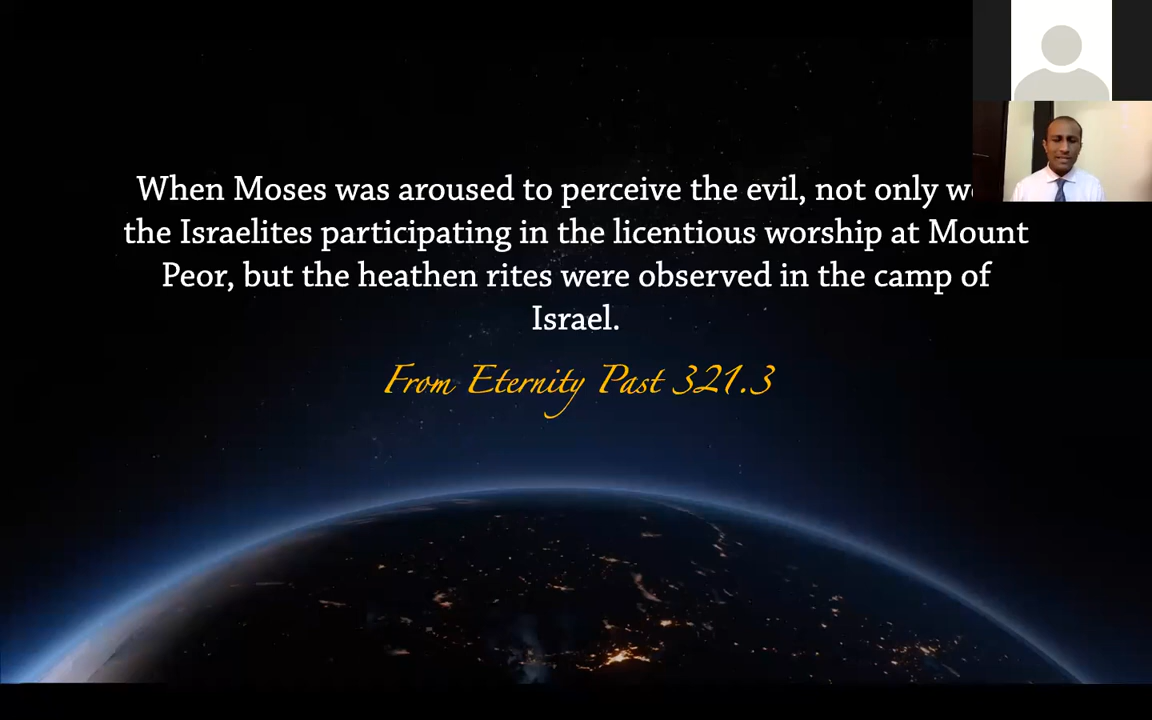 When Moses was aroused to perceive the evil, not only
the Israelites participating in the licentious worship at Mount
Peor, but the heathen rites were observed in the camp of
Israel.
From Eternity Past 321.3